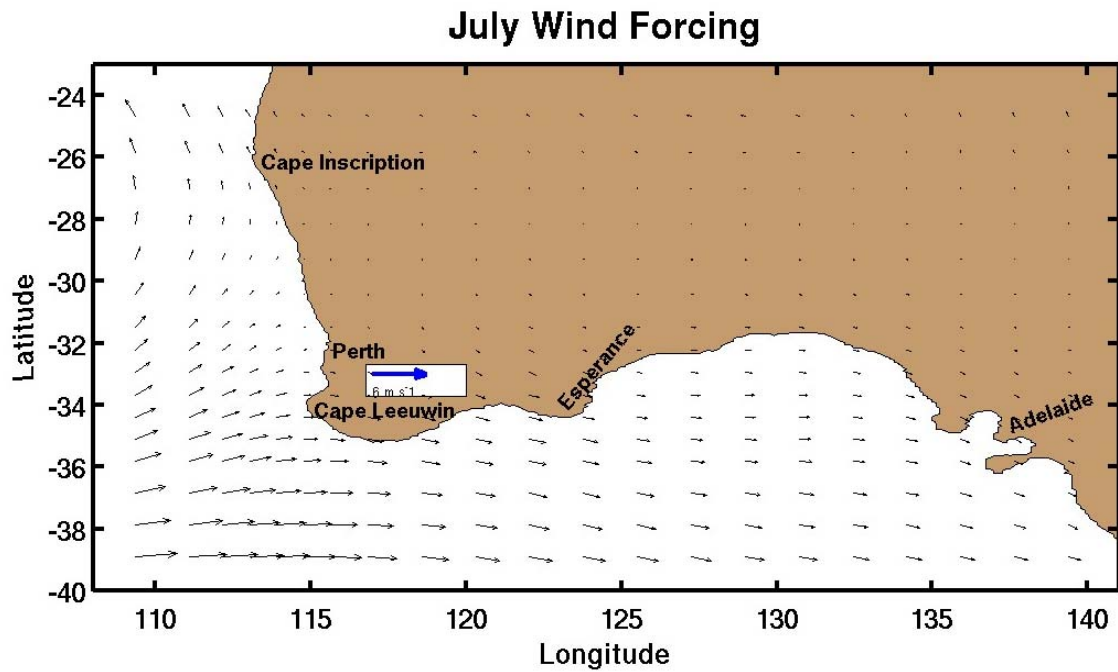 July Wind Forcing
Latitude
-24
-26
-28
-30
-32
-34
-36
-38
-40
Cape Inscription
Perth
6 m s-1
Cape Leeuwin
Esperance
Adelaide
110
115
120
125
130
135
140
Longitude